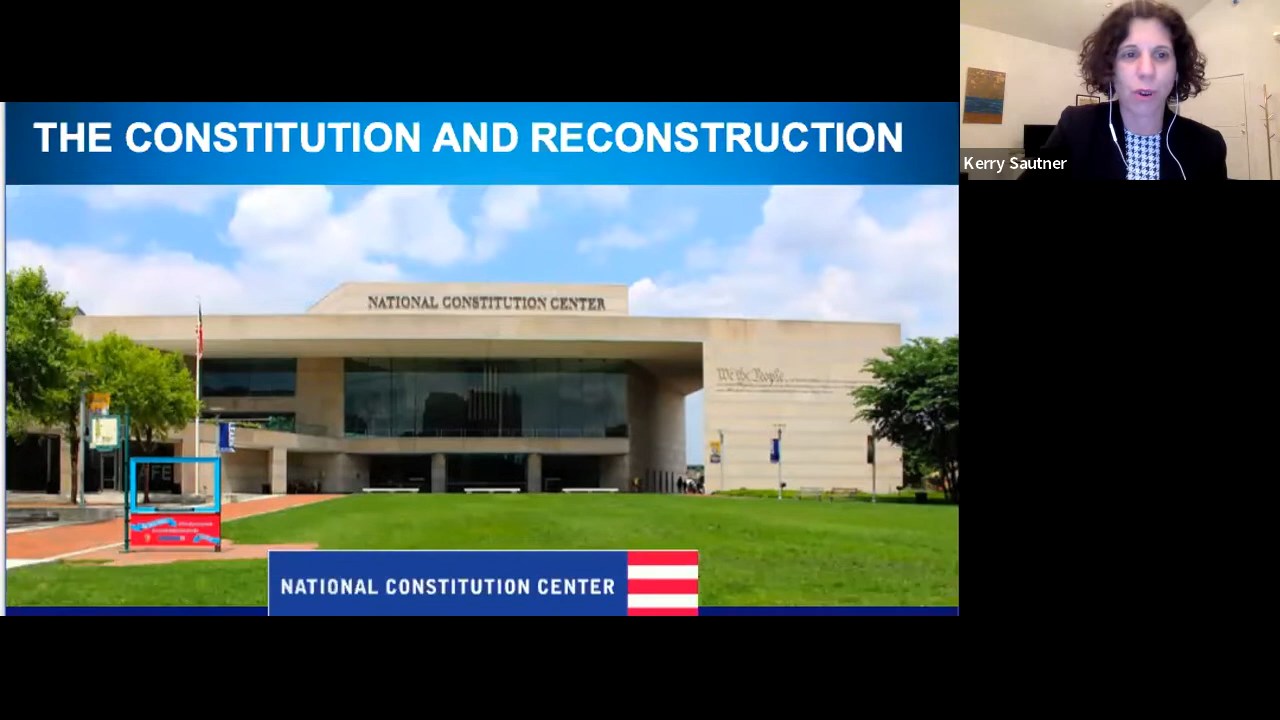 THE CONSTITUTION AND RECONSTRUCTION
Kerry Sautner
NATIONAL CONSTITUTION CENTER
We the People
NATIONAL CONSTITUTION CENTER